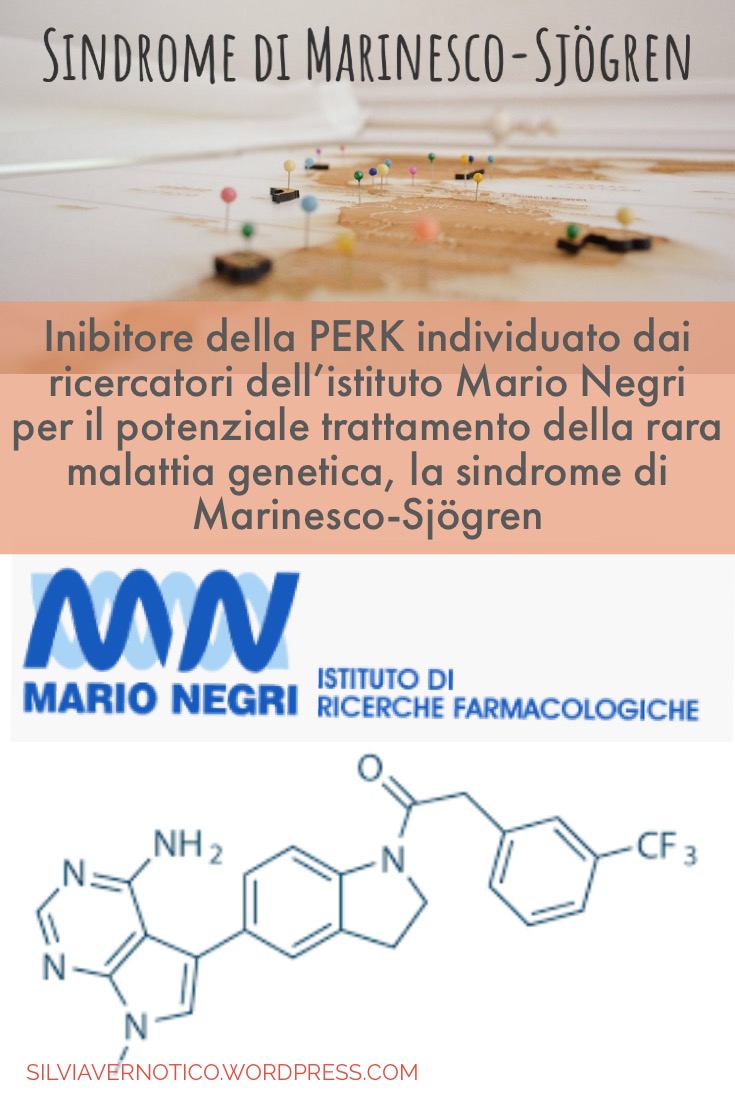 Sindrome di Marinesco-Sjögren
Inibitore della PERK individuato dai
ricercatori dell’istituto Mario Negri
per il potenziale trattamento della rara
malattia genetica, la sindrome di
Marinesco-Sjögren
MARIO NEGRI
ISTITUTO DI
RICERCHE FARMACOLOGICHE
O
NH2
N
N
CF3
N
N
SILVIAVERNOTICO.WORDPRESS.COM